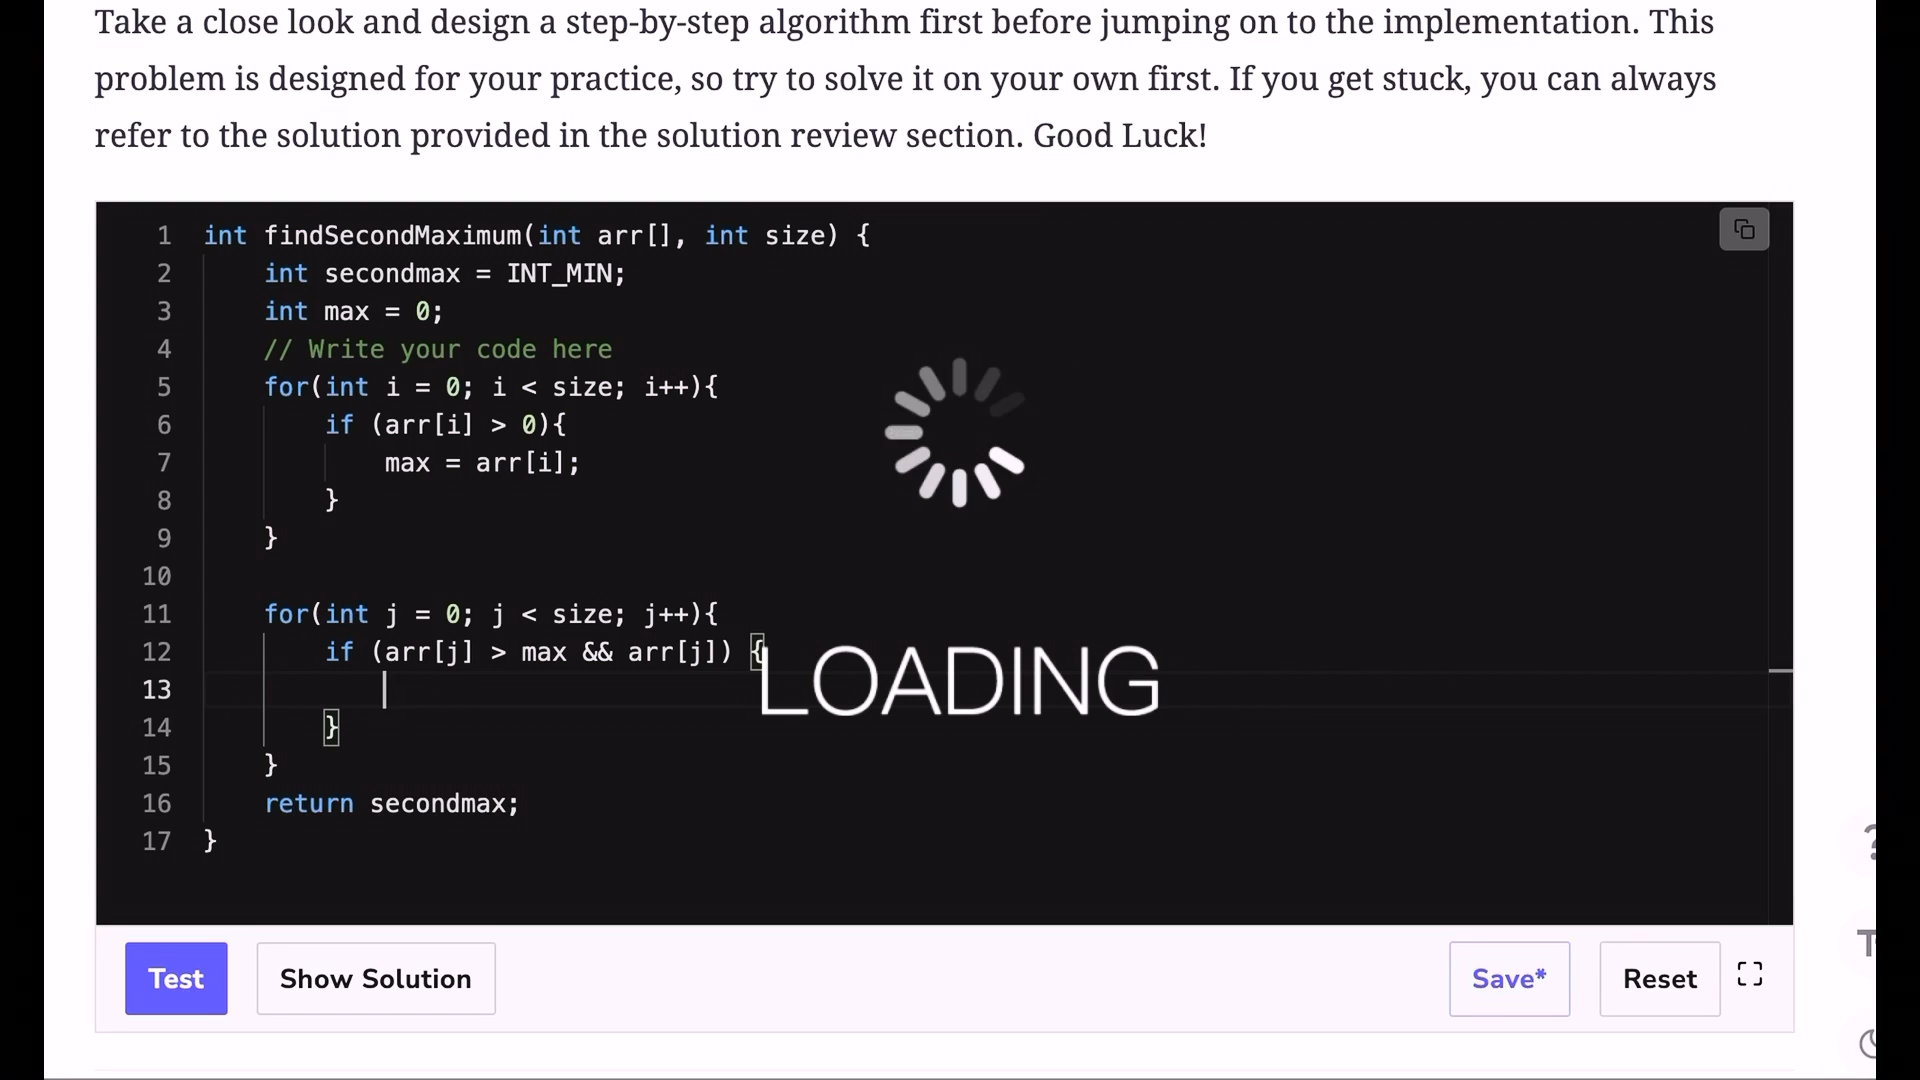 Take a close look and design a step-by-step algorithm first before jumping on to the implementation. This
problem is designed for your practice, so try to solve it on your own first. If you get stuck, you can always
refer to the solution provided in the solution review section. Good Luck!
1 int findSecondMaximum(int arr[], int size) {
2 int secondmax = INT_MIN;
3 int max = 0;
4 // Write your code here
5 for(int i = 0; i < size; i++){
6 if (arr[i] > 0){
7 max = arr[i];
8 }
9 }
10
11 for(int j = 0; j < size; j++){
12 if (arr[j] > max && arr[j]) {
13
14 }
15 }
16 return secondmax;
17 }
LOADING
Test Show Solution Save* Reset